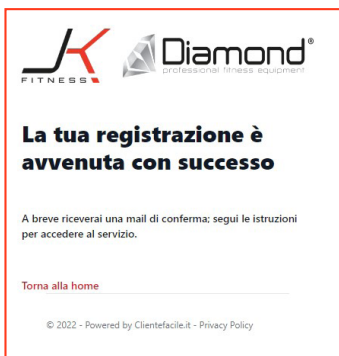 JK
FITNESS
Diamond®
professional fitness equipment
La tua registrazione è
avvenuta con successo
A breve riceverai una mail di conferma; segui le istruzioni
per accedere al servizio.
Torna alla home
© 2022 - Powered by Clientefacile.it - Privacy Policy